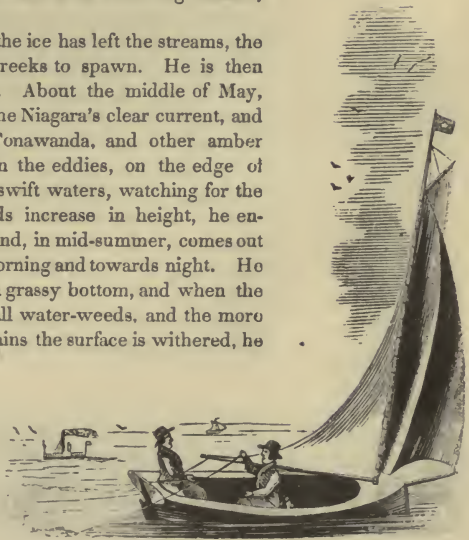 the ice has left the streams, the
reeks to spawn. He is then
About the middle of May,
he Niagara's clear current, and
onawanda, and other amber
n the eddies, on the edge of
swift waters, watching for the
ds increase in height, he en-
nd, in mid-summer, comes out
orning and towards night. He
grassy bottom, and when the
ll water-weeds, and the more
ins the surface is withered, he